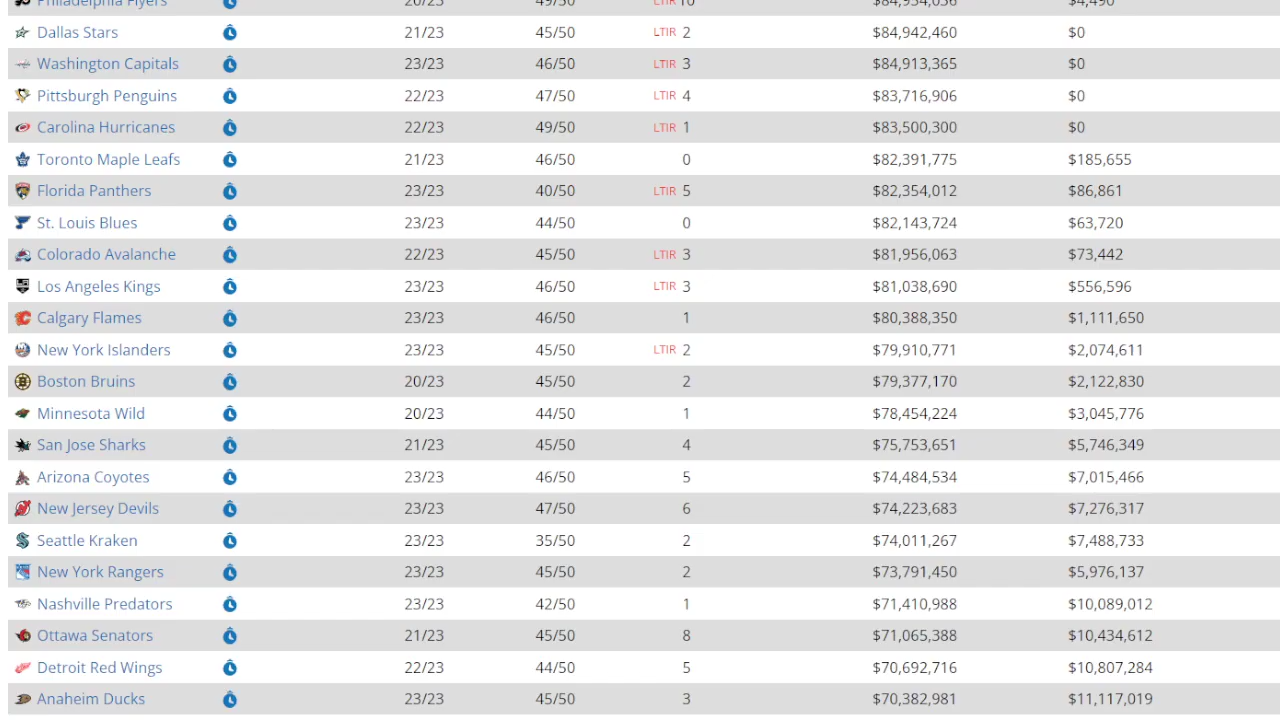 Philadelphia Flyers 20/23 49/50 LTIR 10 $84,934,036 $4,490
Dallas Stars 21/23 45/50 LTIR 2 $84,942,460 $0
Washington Capitals 23/23 46/50 LTIR 3 $84,913,365 $0
Pittsburgh Penguins 22/23 47/50 LTIR 4 $83,716,906 $0
Carolina Hurricanes 22/23 49/50 LTIR 1 $83,500,300 $0
Toronto Maple Leafs 21/23 46/50 0 $82,391,775 $185,655
Florida Panthers 23/23 40/50 LTIR 5 $82,354,012 $86,861
St. Louis Blues 23/23 44/50 0 $82,143,724 $63,720
Colorado Avalanche 22/23 45/50 LTIR 3 $81,956,063 $73,442
Los Angeles Kings 23/23 46/50 LTIR 3 $81,038,690 $556,596
Calgary Flames 23/23 46/50 1 $80,388,350 $1,111,650
New York Islanders 23/23 45/50 LTIR 2 $79,910,771 $2,074,611
Boston Bruins 20/23 45/50 2 $79,377,170 $2,122,830
Minnesota Wild 20/23 44/50 1 $78,454,224 $3,045,776
San Jose Sharks 21/23 45/50 4 $75,753,651 $5,746,349
Arizona Coyotes 23/23 46/50 5 $74,484,534 $7,015,466
New Jersey Devils 23/23 47/50 6 $74,223,683 $7,276,317
Seattle Kraken 23/23 35/50 2 $74,011,267 $7,488,733
New York Rangers 23/23 45/50 2 $73,791,450 $5,976,137
Nashville Predators 23/23 42/50 1 $71,410,988 $10,089,012
Ottawa Senators 21/23 45/50 8 $71,065,388 $10,434,612
Detroit Red Wings 22/23 44/50 5 $70,692,716 $10,807,284
Anaheim Ducks 23/23 45/50 3 $70,382,981 $11,117,019